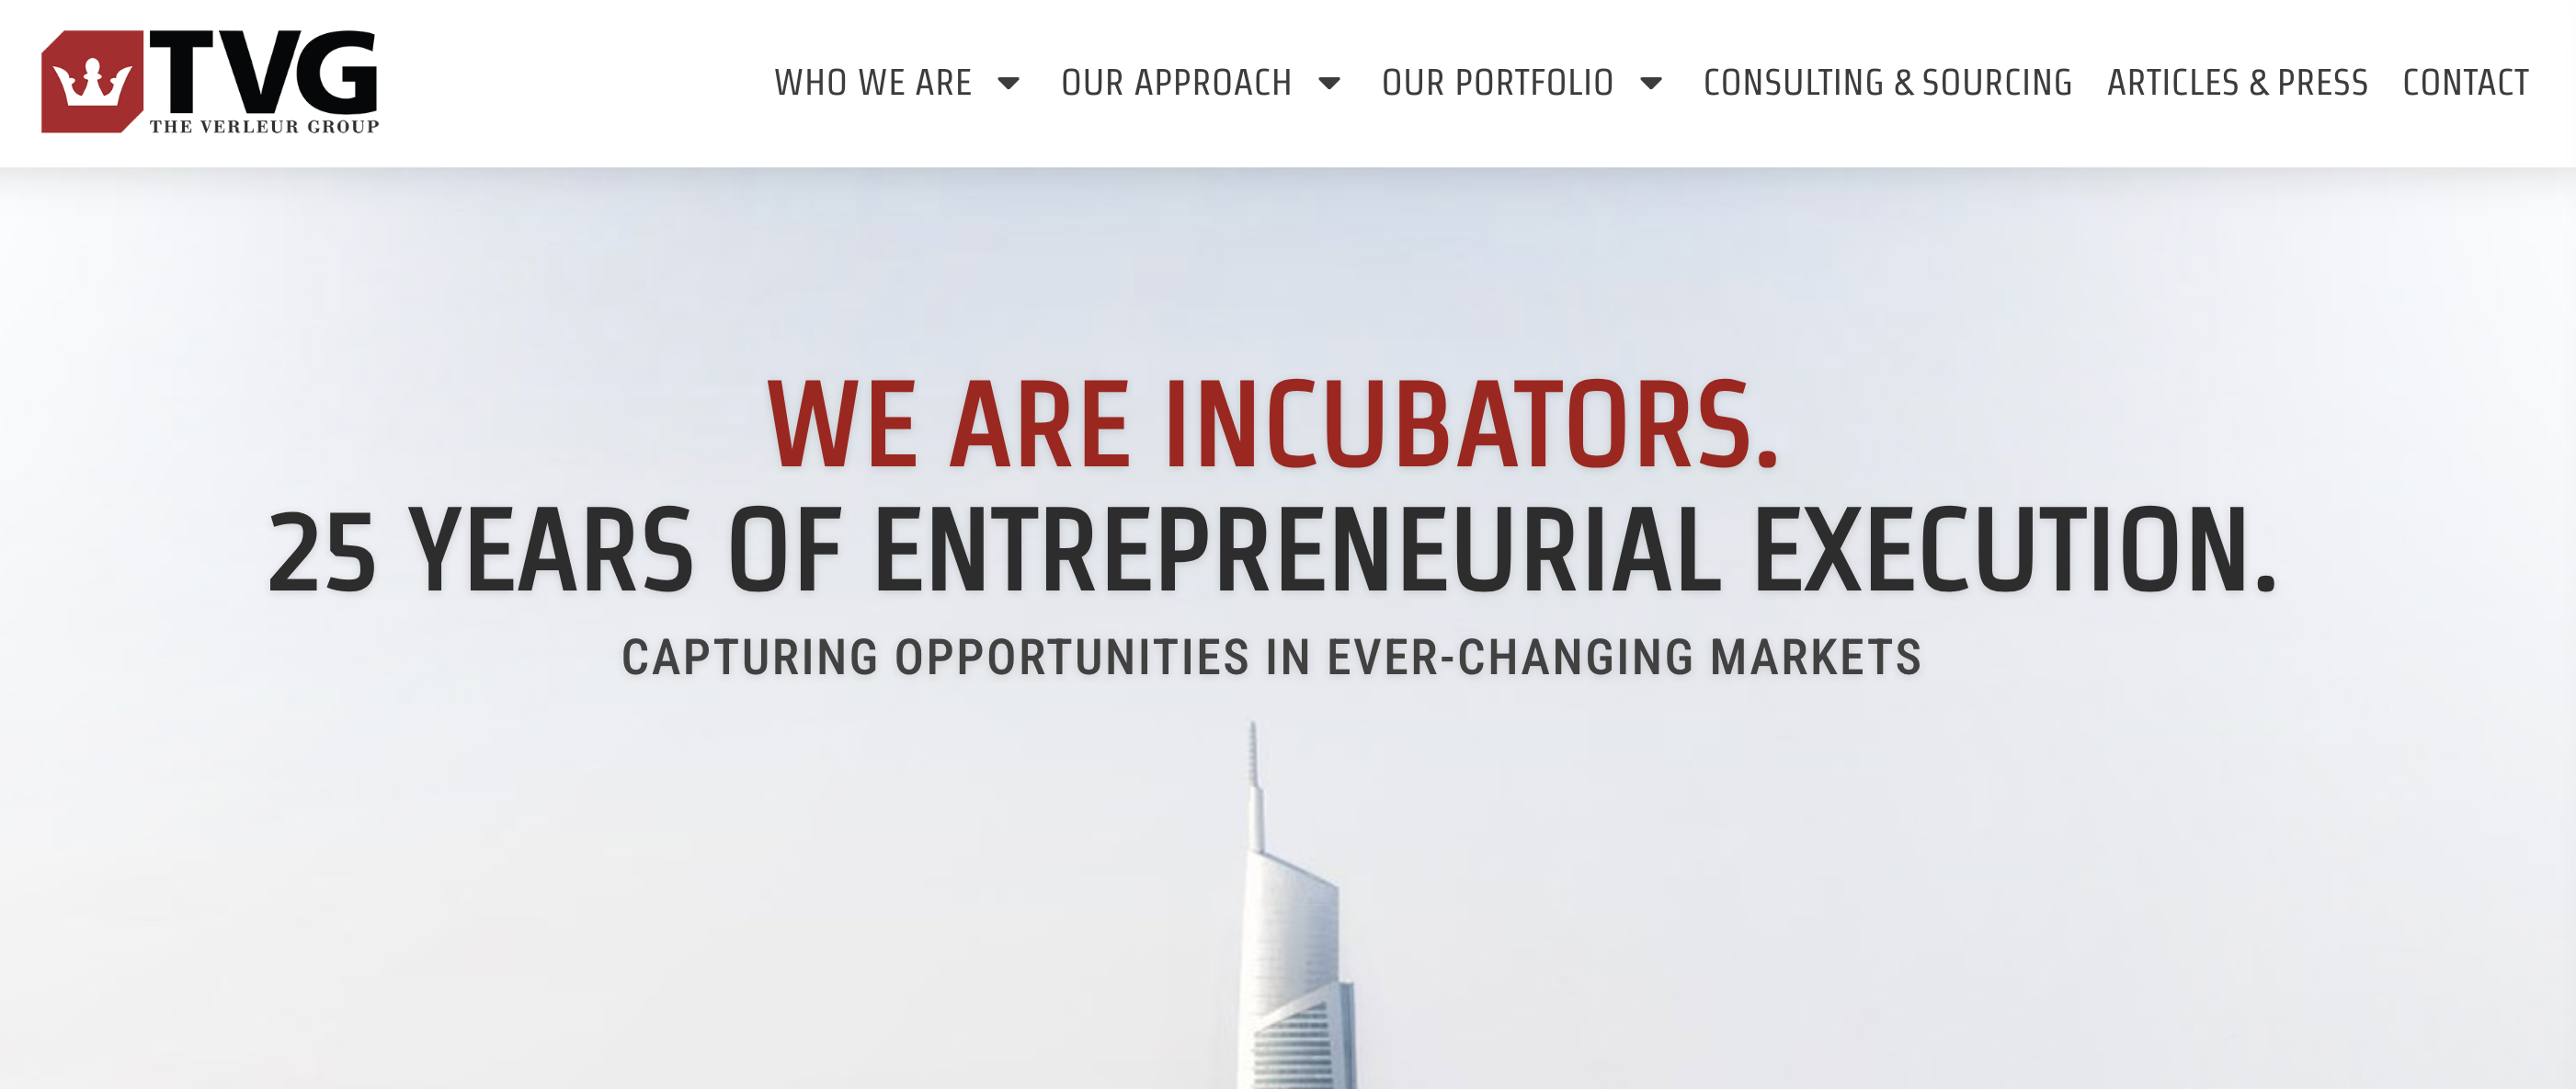 TVG
THE VERLEUR GROUP
WHO WE ARE OUR APPROACH OUR PORTFOLIO CONSULTING & SOURCING ARTICLES & PRESS CONTACT
WE ARE INCUBATORS.
25 YEARS OF ENTREPRENEURIAL EXECUTION.
CAPTURING OPPORTUNITIES IN EVER-CHANGING MARKETS